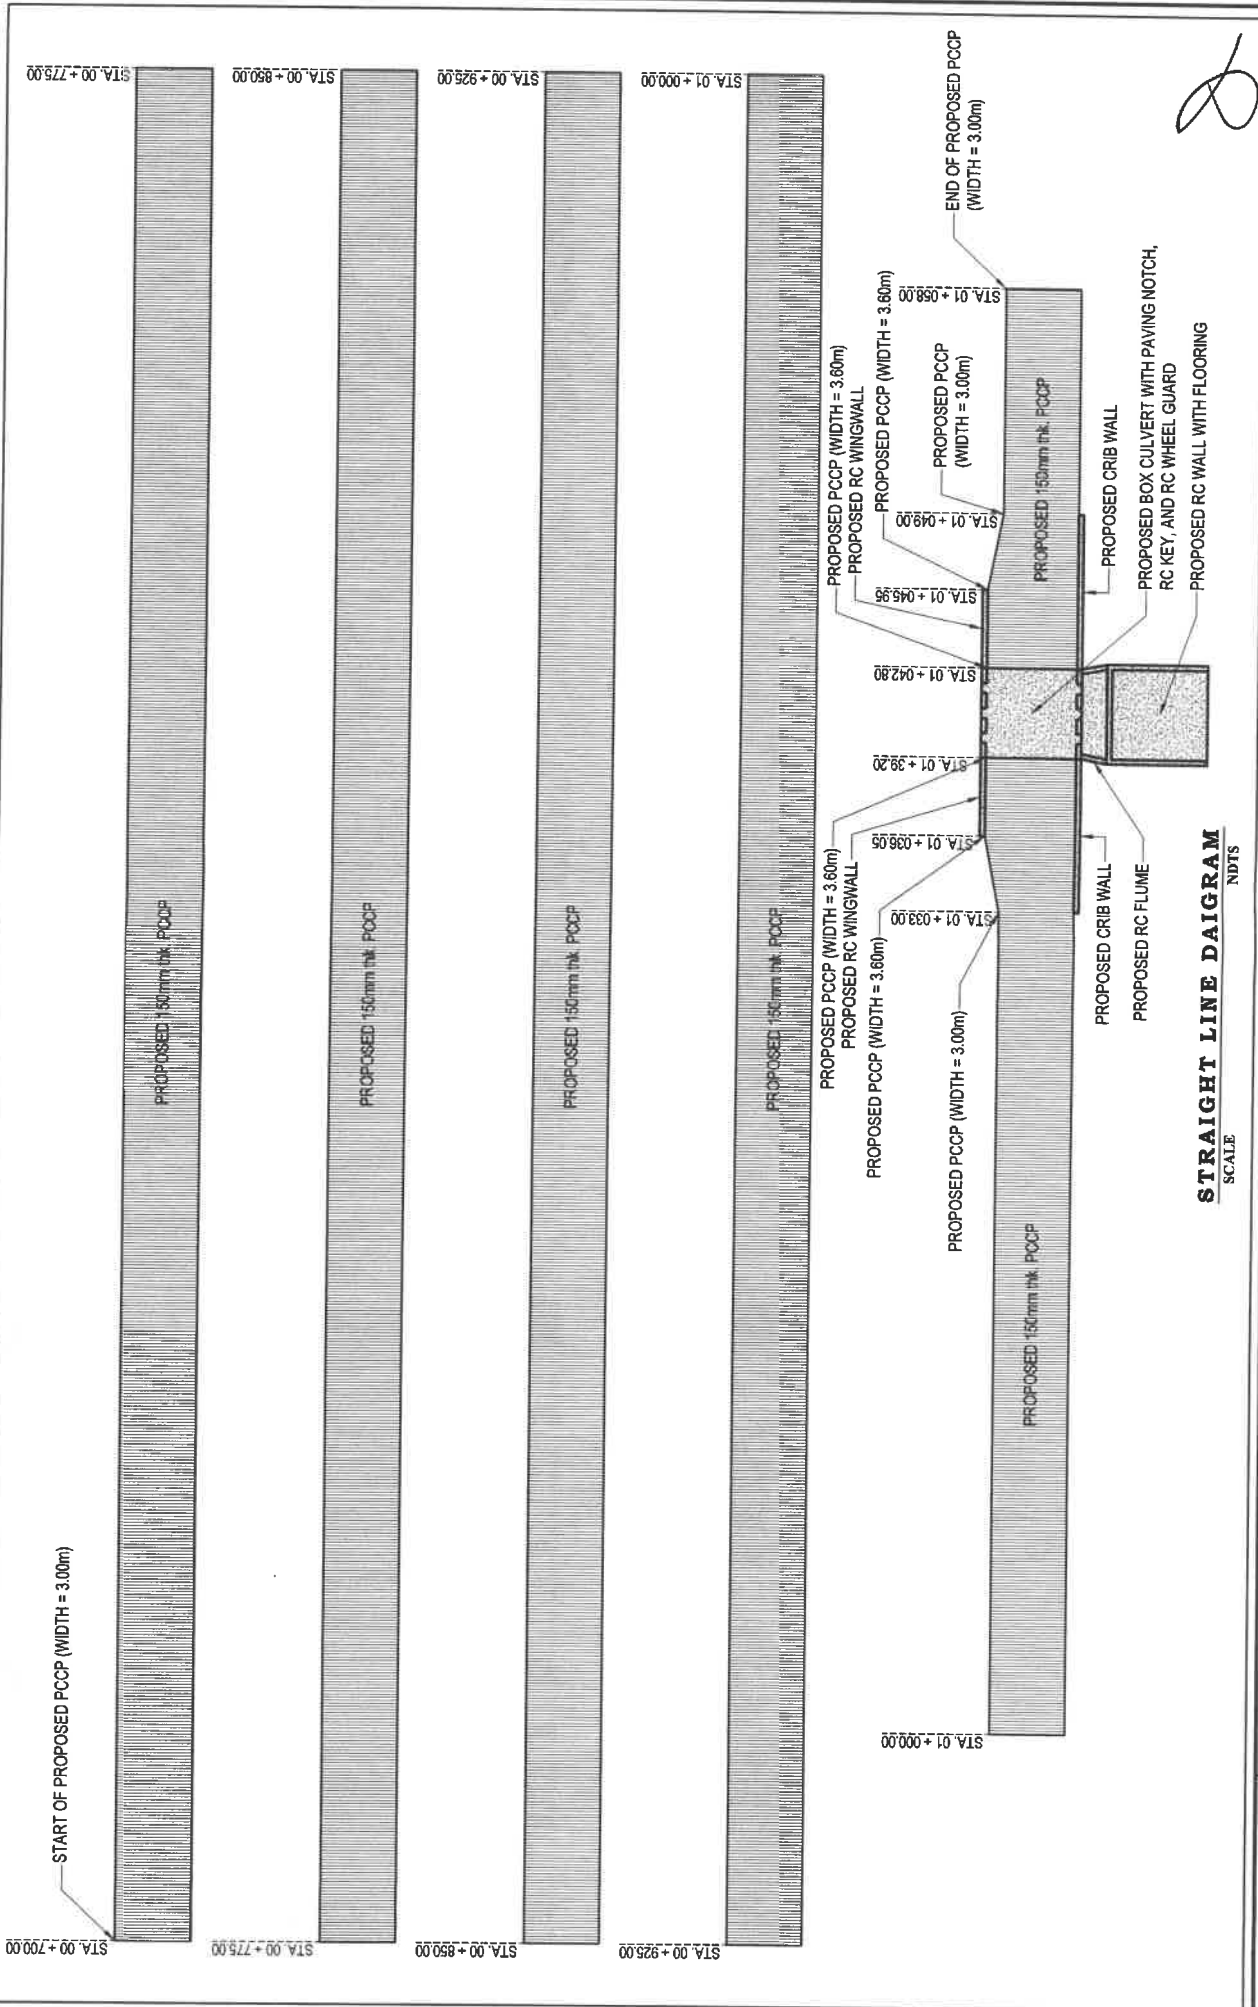 START OF PROPOSED PCCP (WIDTH = 3.00m)
STA. 00 + 700.00
STA. 00 + 775.00
PROPOSED 150mm thk. PCCP
STA. 00 + 775.00
STA. 00 + 850.00
PROPOSED 150mm thk. PCCP
STA. 00 + 850.00
STA. 00 + 925.00
PROPOSED 150mm thk. PCCP
STA. 00 + 925.00
STA. 01 + 000.00
PROPOSED 150mm thk. PCCP
PROPOSED PCCP (WIDTH = 3.60m)
PROPOSED RC WINGWALL
PROPOSED PCCP (WIDTH = 3.60m)
PROPOSED PCCP (WIDTH = 3.00m)
PROPOSED PCCP (WIDTH = 3.60m)
PROPOSED RC WINGWALL
PROPOSED PCCP (WIDTH = 3.60m)
PROPOSED PCCP
(WIDTH = 3.00m)
END OF PROPOSED PCCP
(WIDTH = 3.00m)
STA. 01 + 000.00
STA. 01 + 033.00
STA. 01 + 036.05
STA. 01 + 39.20
STA. 01 + 042.80
STA. 01 + 045.95
STA. 01 + 049.00
STA. 01 + 058.00
PROPOSED 150mm thk. PCCP
PROPOSED 150mm thk. PCCP
PROPOSED CRIB WALL
PROPOSED RC FLUME
PROPOSED CRIB WALL
PROPOSED BOX CULVERT WITH PAVING NOTCH,
RC KEY, AND RC WHEEL GUARD
PROPOSED RC WALL WITH FLOORING
STRAIGHT LINE DAIGRAM
SCALE NDTS